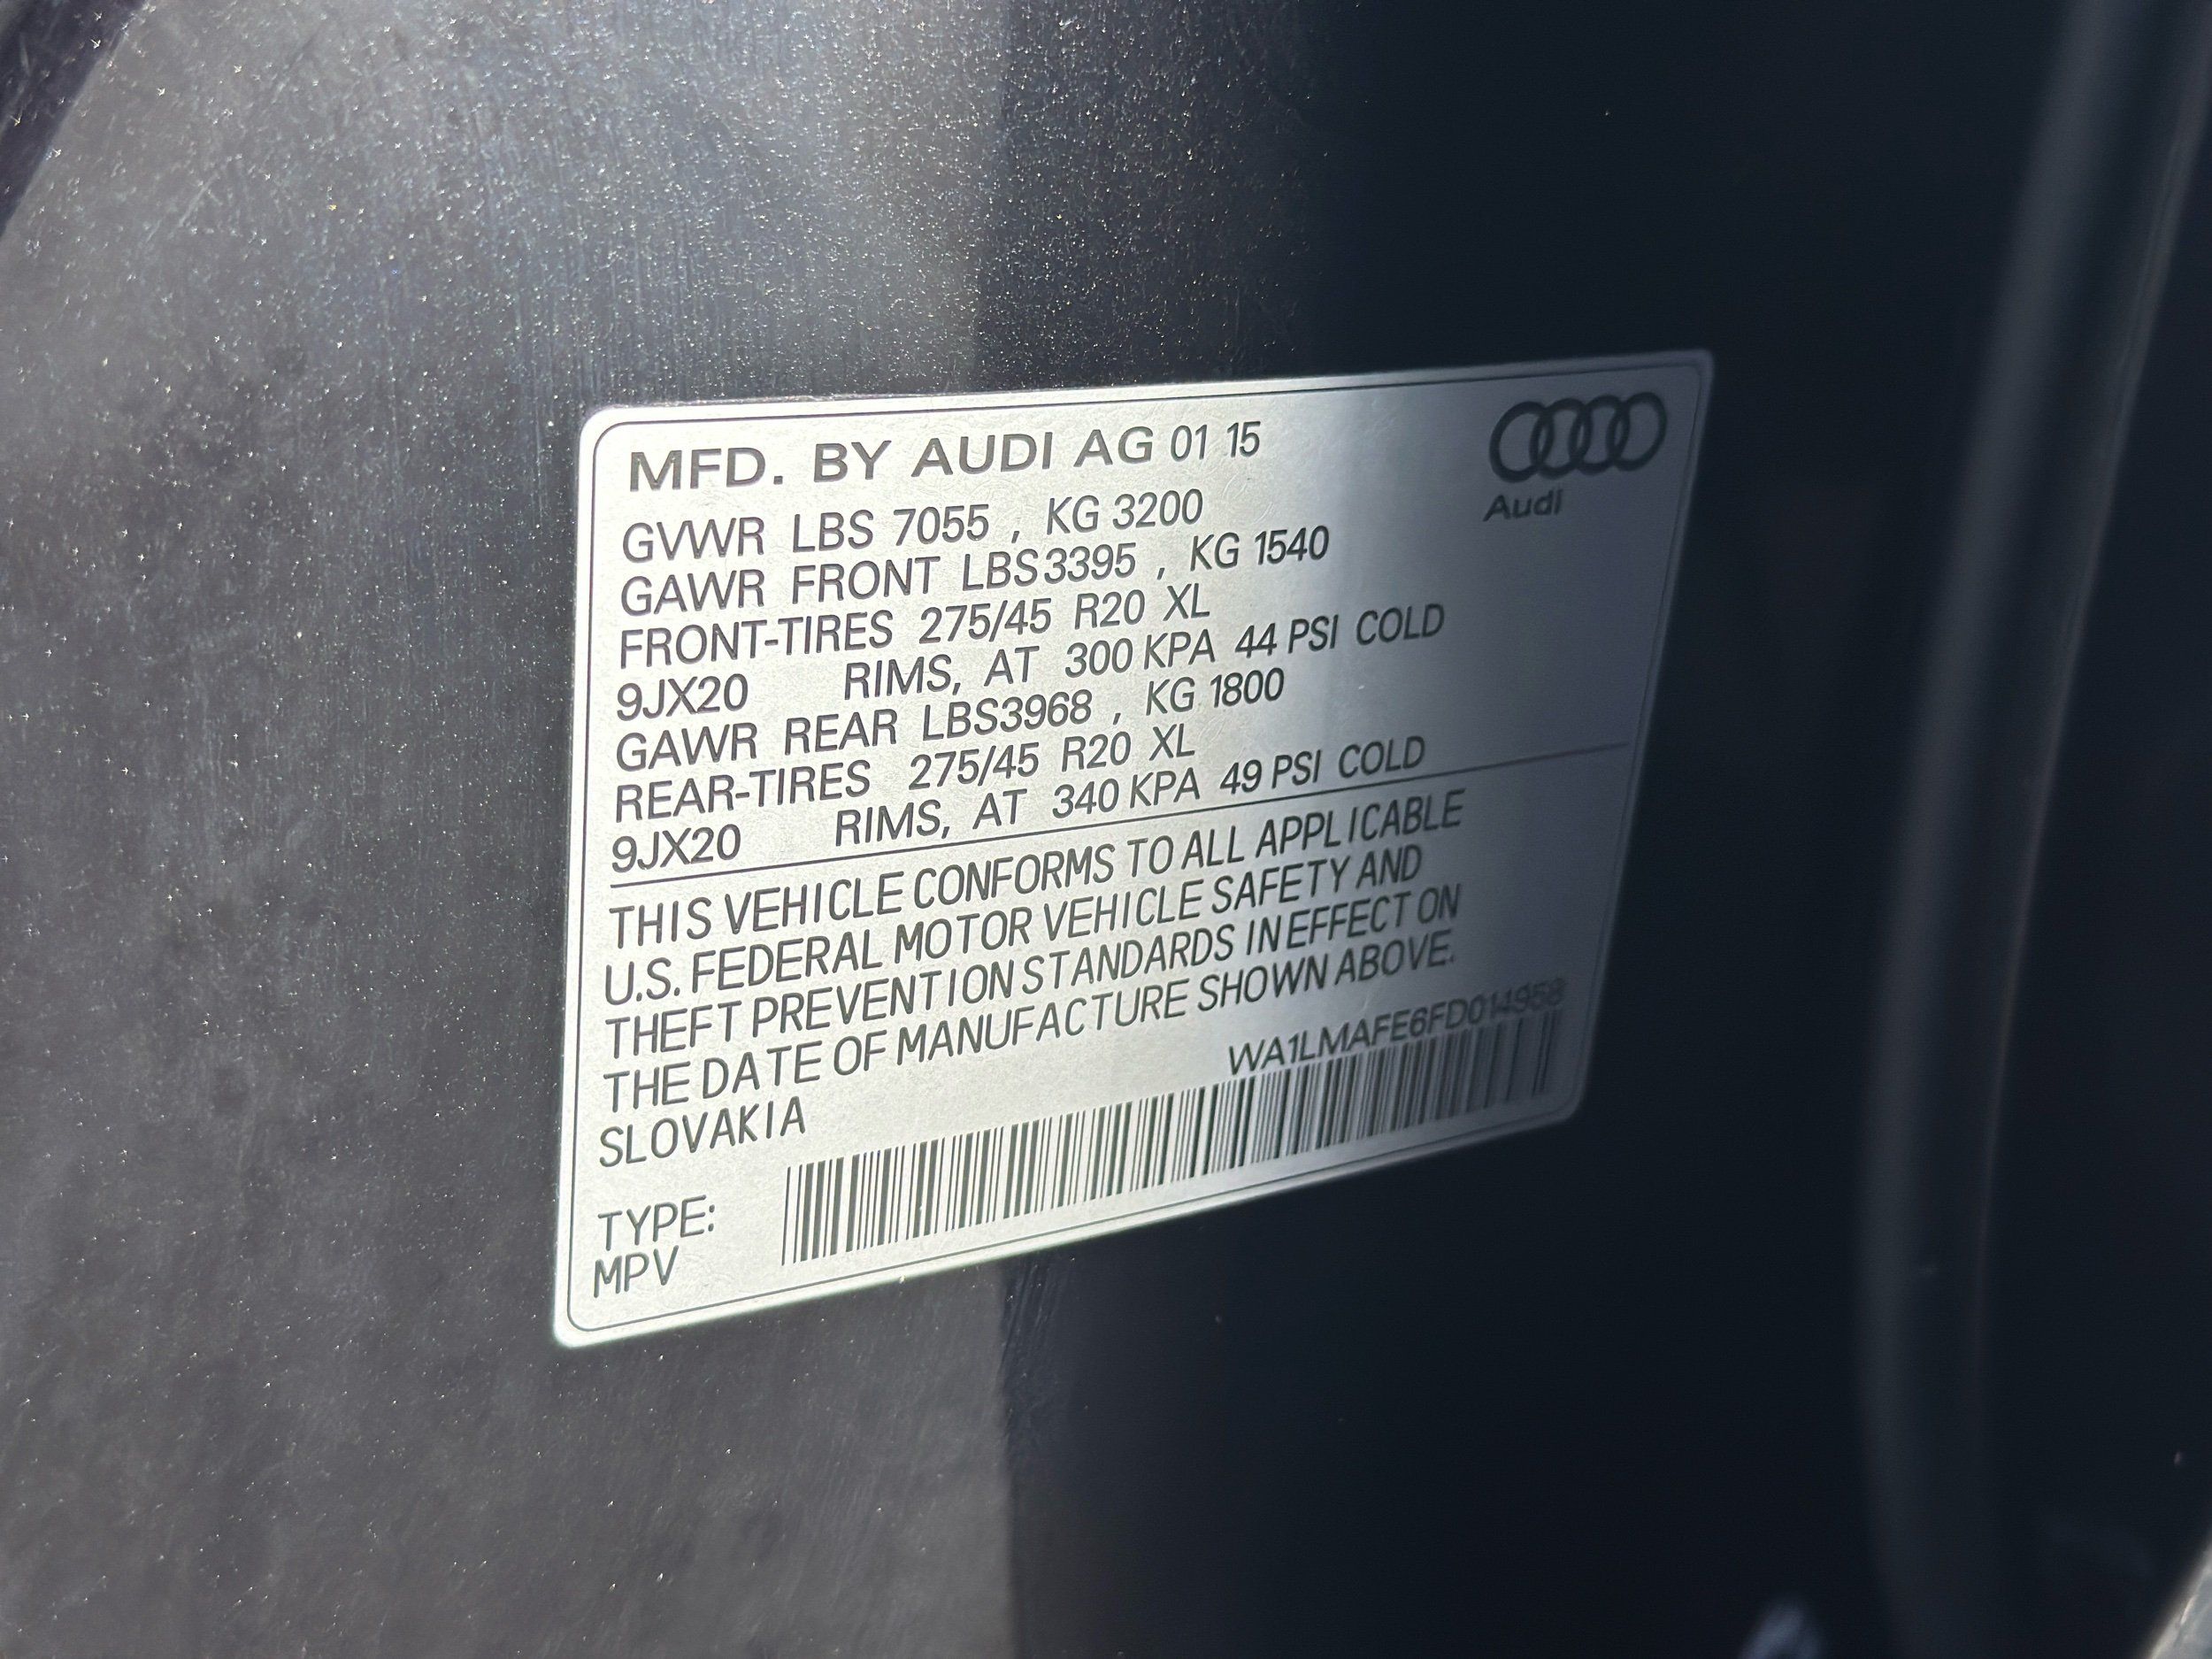 MFD. BY AUDI AG 01 15
Audi
GVWR LBS 7055 , KG 3200
GAWR FRONT LBS3395 , KG 1540
FRONT-TIRES 275/45 R20 XL
9JX20 RIMS, AT 300 KPA 44 PSI COLD
GAWR REAR LBS3968 , KG 1800
REAR-TIRES 275/45 R20 XL
9JX20 RIMS, AT 340 KPA 49 PSI COLD
THIS VEHICLE CONFORMS TO ALL APPLICABLE
U.S. FEDERAL MOTOR VEHICLE SAFETY AND
THEFT PREVENTION STANDARDS IN EFFECT ON
THE DATE OF MANUFACTURE SHOWN ABOVE.
SLOVAKIA
WA1LMAFE6FD014958
TYPE:
MPV